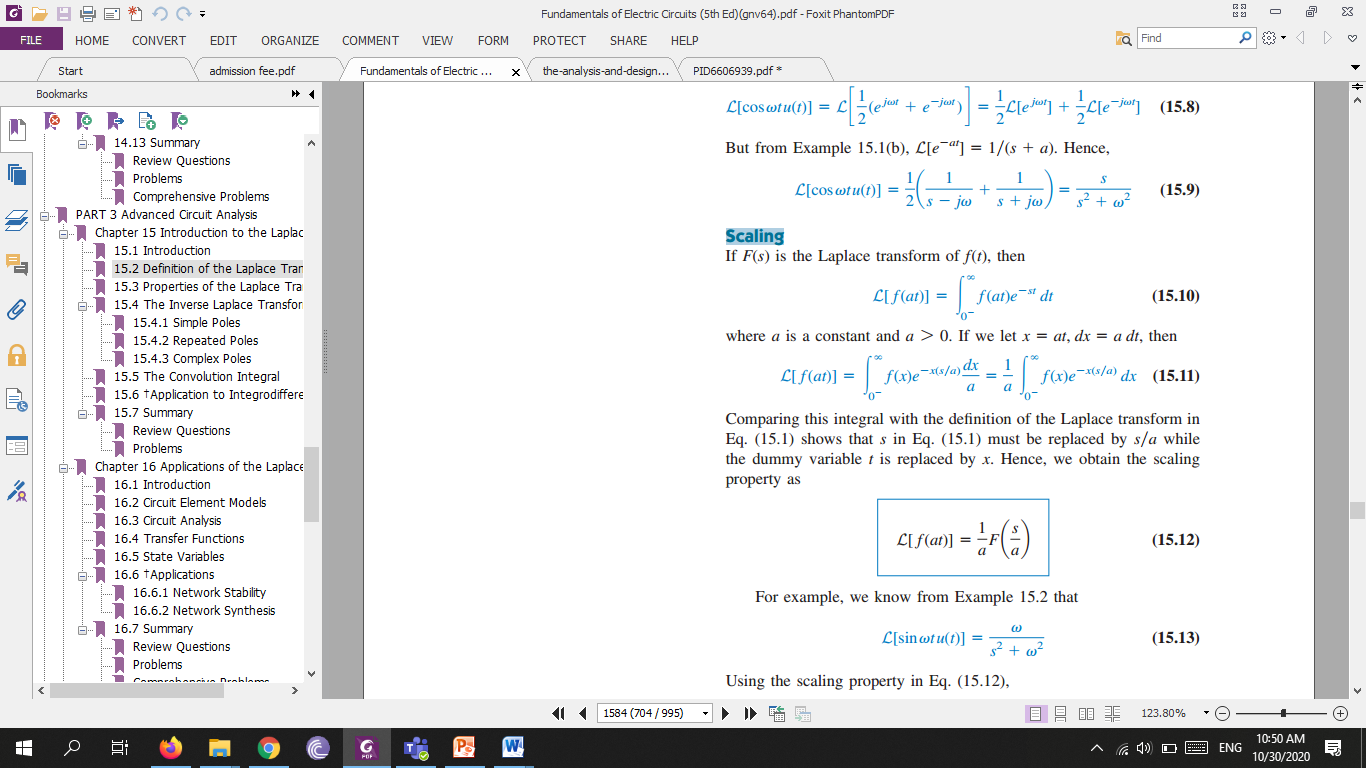 Fundamentals of Electric Circuits (5th Ed)(gnv64).pdf - Foxit PhantomPDF
FILE HOME CONVERT EDIT ORGANIZE COMMENT VIEW FORM PROTECT SHARE HELP
Find
Start
admission fee.pdf
Fundamentals of Electric ... x
the-analysis-and-design...
PID6606939.pdf *
Bookmarks
14.13 Summary
Review Questions
Problems
Comprehensive Problems
PART 3 Advanced Circuit Analysis
Chapter 15 Introduction to the Laplac
15.1 Introduction
15.2 Definition of the Laplace Tran
15.3 Properties of the Laplace Tra
15.4 The Inverse Laplace Transfor
15.4.1 Simple Poles
15.4.2 Repeated Poles
15.4.3 Complex Poles
15.5 The Convolution Integral
15.6 †Application to Integrodiffere
15.7 Summary
Review Questions
Problems
Chapter 16 Applications of the Laplace
16.1 Introduction
16.2 Circuit Element Models
16.3 Circuit Analysis
16.4 Transfer Functions
16.5 State Variables
16.6 †Applications
16.6.1 Network Stability
16.6.2 Network Synthesis
16.7 Summary
Review Questions
Problems
Comprehensive Problems
ℒ[cos ωt u(t)] = ℒ[1/2(e^{jωt} + e^{−jωt})] = 1/2 ℒ[e^{jωt}] + 1/2 ℒ[e^{−jωt}] (15.8)
But from Example 15.1(b), ℒ[e^{−at}] = 1/(s + a). Hence,
ℒ[cos ωt u(t)] = 1/2(1/(s − jω) + 1/(s + jω)) = s/(s² + ω²) (15.9)
Scaling
If F(s) is the Laplace transform of f(t), then
ℒ[f(at)] = ∫_{0⁻}^{∞} f(at)e^{−st} dt (15.10)
where a is a constant and a > 0. If we let x = at, dx = a dt, then
ℒ[f(at)] = ∫_{0⁻}^{∞} f(x)e^{−x(s/a)} dx/a = 1/a ∫_{0⁻}^{∞} f(x)e^{−x(s/a)} dx (15.11)
Comparing this integral with the definition of the Laplace transform in
Eq. (15.1) shows that s in Eq. (15.1) must be replaced by s/a while
the dummy variable t is replaced by x. Hence, we obtain the scaling
property as
ℒ[f(at)] = 1/a F(s/a) (15.12)
For example, we know from Example 15.2 that
ℒ[sin ωt u(t)] = ω/(s² + ω²) (15.13)
Using the scaling property in Eq. (15.12),
1584 (704 / 995)
123.80%
ENG
10:50 AM
10/30/2020